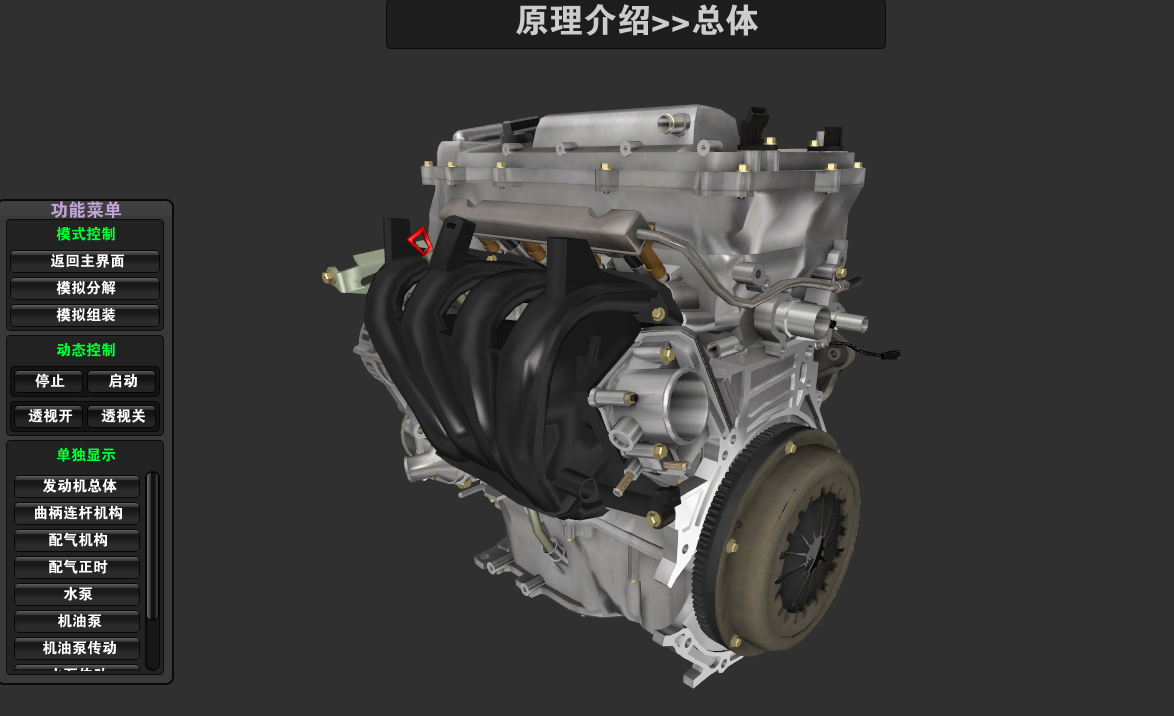 原理介绍>>总体
功能菜单
模式控制
返回主界面
模拟分解
模拟组装
动态控制
停止 启动
透视开 透视关
单独显示
发动机总体
曲柄连杆机构
配气机构
配气正时
水泵
机油泵
机油泵传动